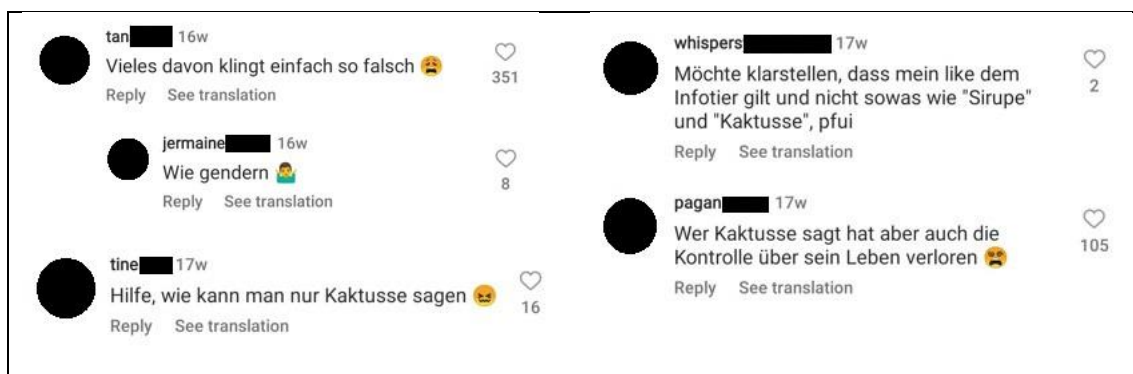 tan 16w
Vieles davon klingt einfach so falsch 😩
351
Reply See translation
jermaine 16w
Wie gendern 🤷‍♂️
8
Reply See translation
tine 17w
Hilfe, wie kann man nur Kaktusse sagen 😖
16
Reply See translation
whispers 17w
Möchte klarstellen, dass mein like dem
Infotier gilt und nicht sowas wie "Sirupe"
und "Kaktusse", pfui
2
Reply See translation
pagan 17w
Wer Kaktusse sagt hat aber auch die
Kontrolle über sein Leben verloren 😵‍💫
105
Reply See translation